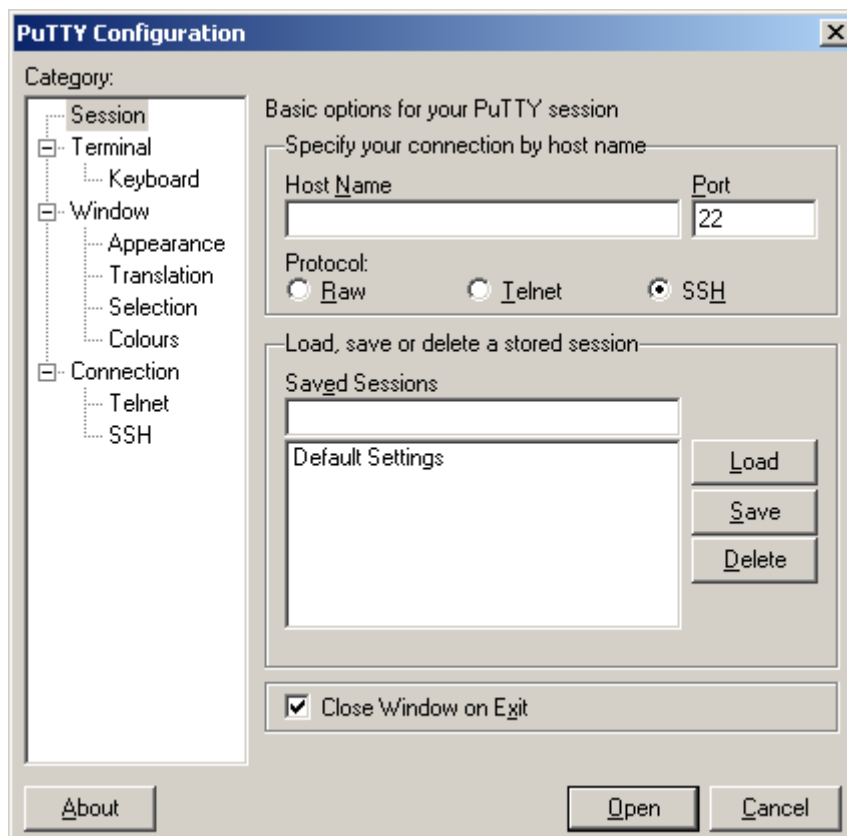 PuTTY Configuration
Category:
Session
Terminal
Keyboard
Window
Appearance
Translation
Selection
Colours
Connection
Telnet
SSH
Basic options for your PuTTY session
Specify your connection by host name
Host Name
Port
22
Protocol:
Raw
Telnet
SSH
Load, save or delete a stored session
Saved Sessions
Default Settings
Load
Save
Delete
Close Window on Exit
About
Open
Cancel